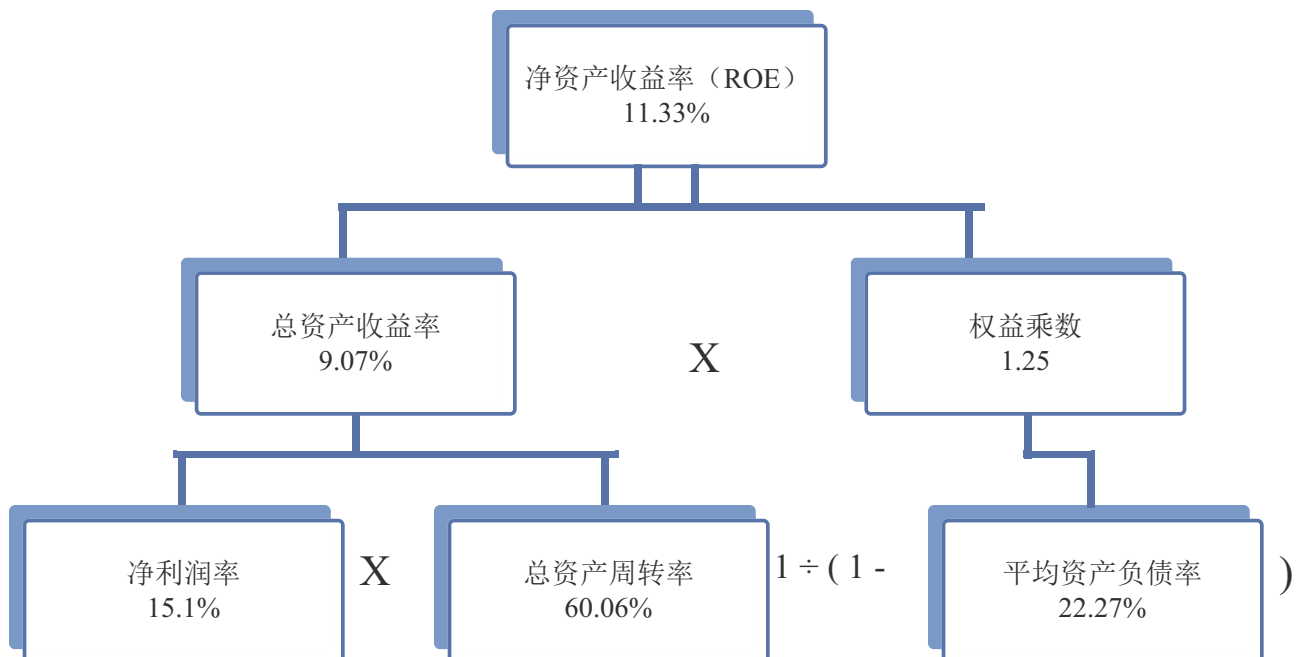 净资产收益率（ROE）
11.33%
总资产收益率
9.07%
X
权益乘数
1.25
净利润率
15.1%
X
总资产周转率
60.06%
1 ÷ ( 1 -
平均资产负债率
22.27%
)